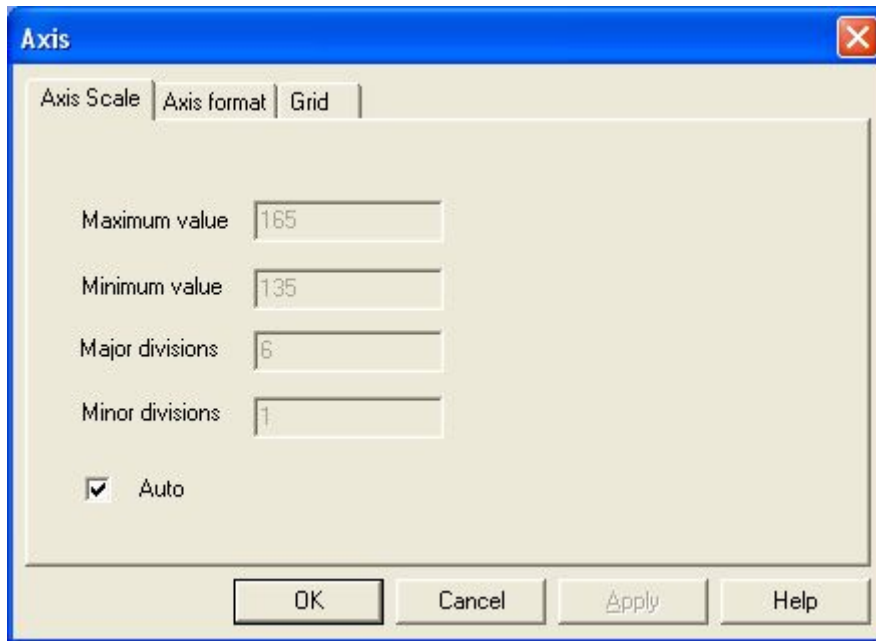 Axis
Axis Scale Axis format Grid
Maximum value 165
Minimum value 135
Major divisions 6
Minor divisions 1
Auto
OK Cancel Apply Help